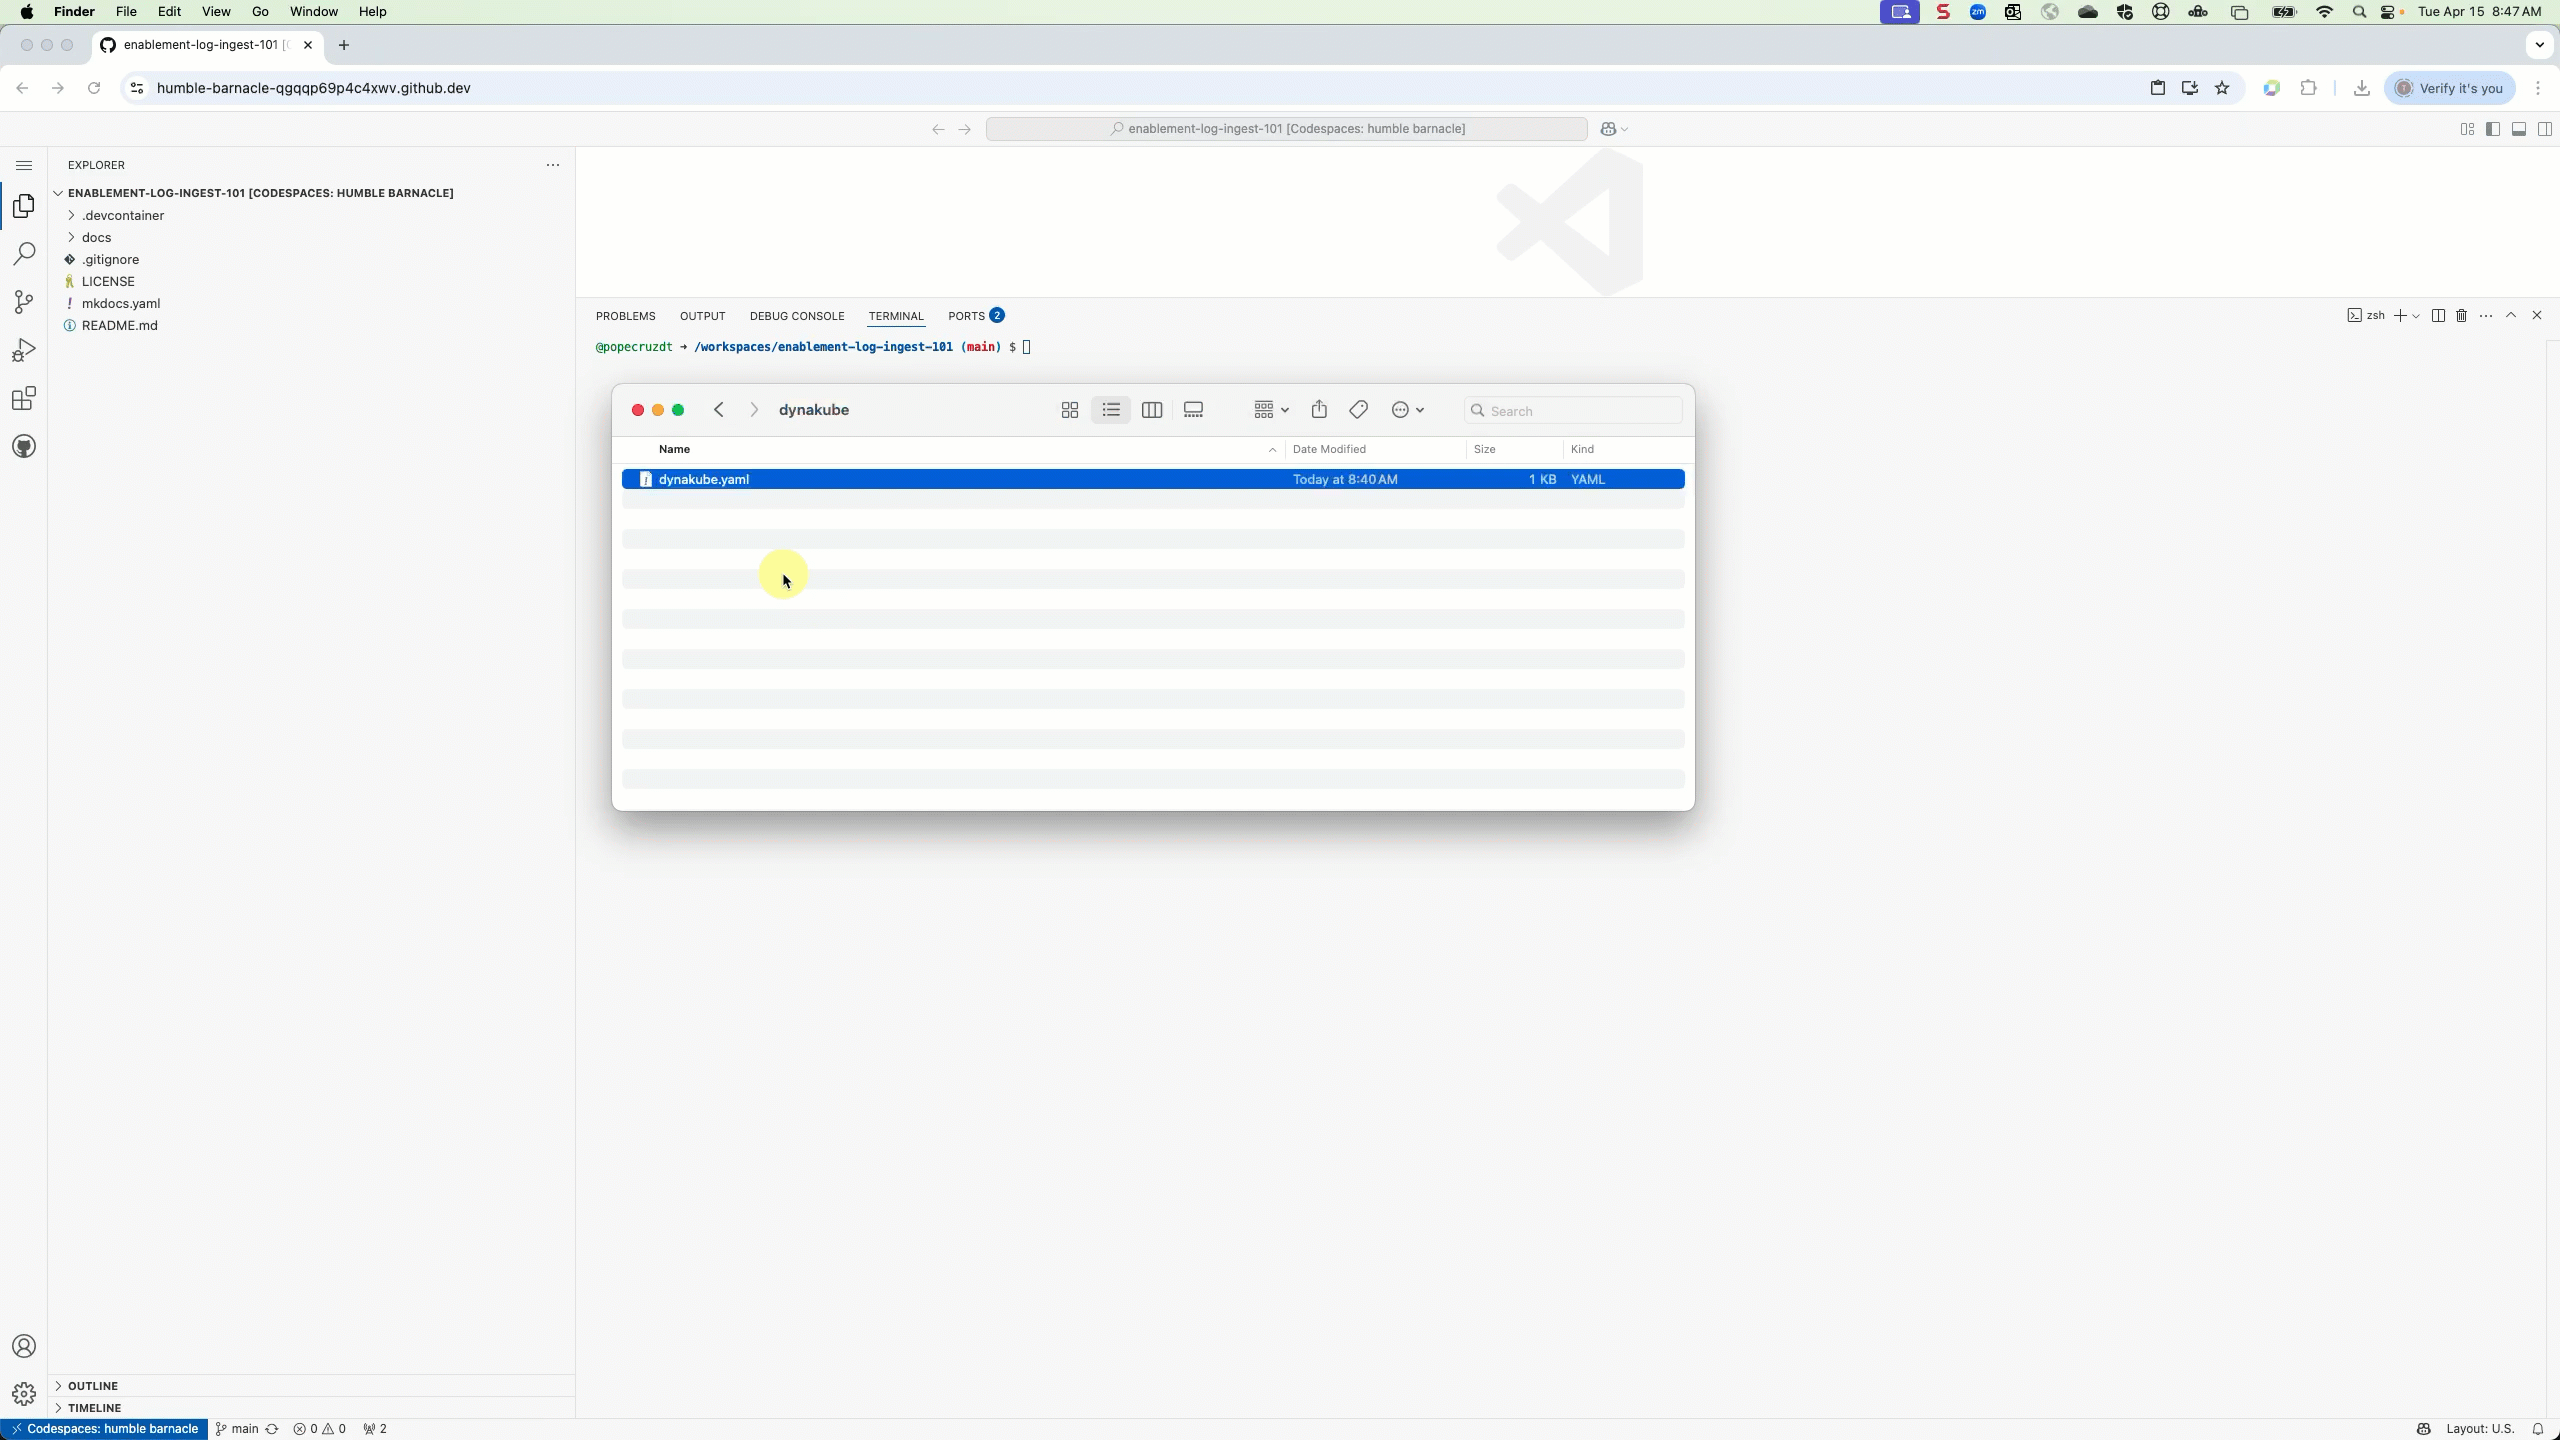 Finder File Edit View Go Window Help
Tue Apr 15 8:47 AM
enablement-log-ingest-101 [
humble-barnacle-qgqqp69p4c4xwv.github.dev
Verify it's you
enablement-log-ingest-101 [Codespaces: humble barnacle]
EXPLORER
ENABLEMENT-LOG-INGEST-101 [CODESPACES: HUMBLE BARNACLE]
.devcontainer
docs
.gitignore
LICENSE
mkdocs.yaml
README.md
PROBLEMS OUTPUT DEBUG CONSOLE TERMINAL PORTS 2
zsh
@popecruzdt → /workspaces/enablement-log-ingest-101 (main) $
dynakube
Search
Name Date Modified Size Kind
dynakube.yaml Today at 8:40 AM 1 KB YAML
OUTLINE
TIMELINE
Codespaces: humble barnacle main 0 0 2
Layout: U.S.